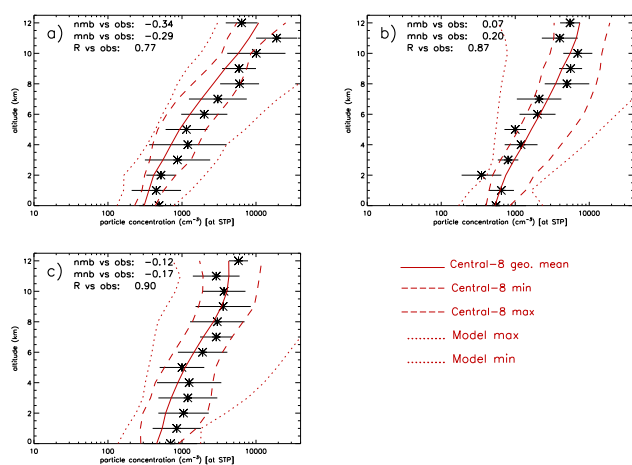 a)
nmb vs obs: -0.34
mnb vs obs: -0.29
R vs obs: 0.77
altitude (km)
12
10
8
6
4
2
0
10 100 1000 10000
particle concentration (cm⁻³) [at STP]
b)
nmb vs obs: 0.07
mnb vs obs: 0.20
R vs obs: 0.87
altitude (km)
12
10
8
6
4
2
0
10 100 1000 10000
particle concentration (cm⁻³) [at STP]
c)
nmb vs obs: -0.12
mnb vs obs: -0.17
R vs obs: 0.90
altitude (km)
12
10
8
6
4
2
0
10 100 1000 10000
particle concentration (cm⁻³) [at STP]
Central-8 geo. mean
Central-8 min
Central-8 max
Model max
Model min